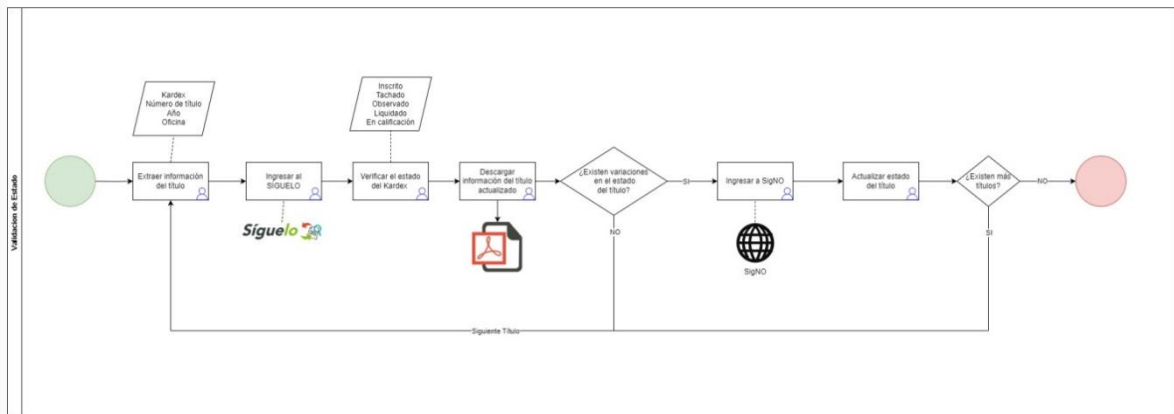 Validacion de Estado
Kardex
Número de título
Año
Oficina
Inscrito
Tachado
Observado
Liquidado
En calificación
Extraer información
del título
Ingresar al
SÍGUELO
Verificar el estado
del Kardex
Descargar
información del título
actualizado
¿Existen variaciones
en el estado
del título?
SI
Ingresar a SigNO
Actualizar estado
del título
¿Existen más
títulos?
NO
Síguelo
NO
SI
SigNO
Siguiente Título